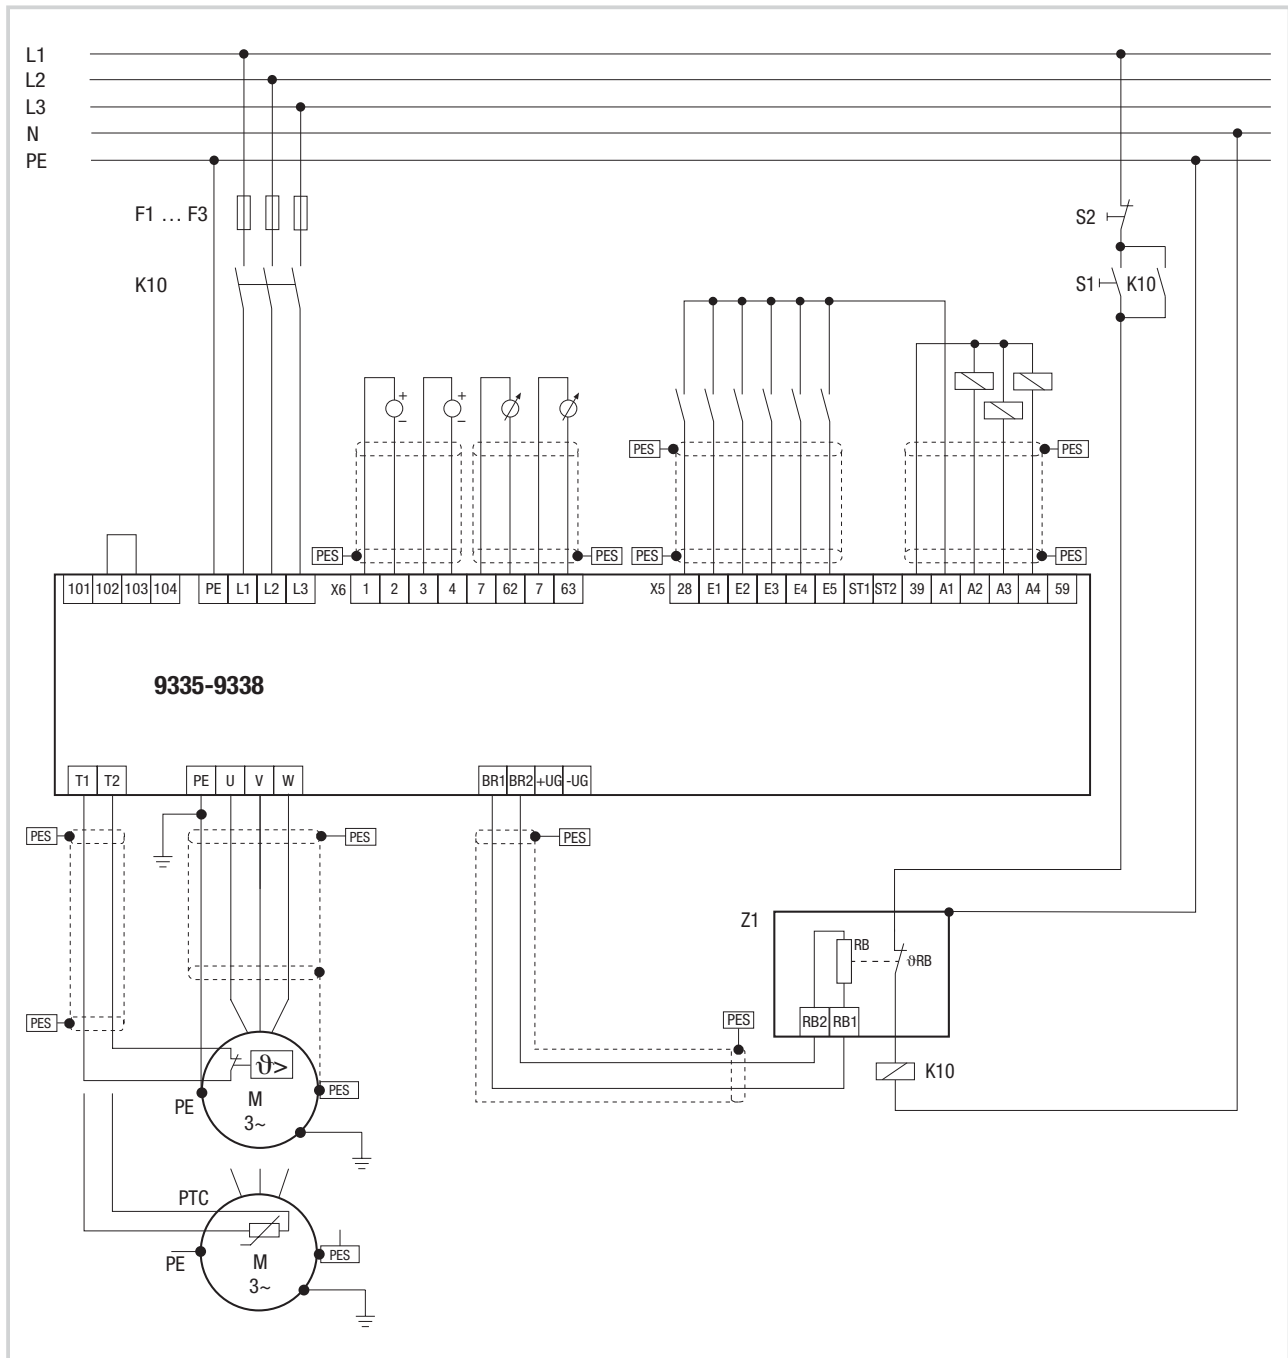 L1
L2
L3
N
PE
F1 … F3
K10
S2
S1
K10
+
−
+
−
PES
PES
PES
PES
PES
PES
101 102 103 104
PE L1 L2 L3
X6 1 2 3 4 7 62 7 63
X5 28 E1 E2 E3 E4 E5 ST1 ST2 39 A1 A2 A3 A4 59
9335-9338
T1 T2
PE U V W
BR1 BR2 +UG -UG
PES
PES
PES
Z1
RB
ϑRB
RB2 RB1
PES
PES
K10
ϑ>
PES
PE
M
3~
PTC
PE
PES
M
3~